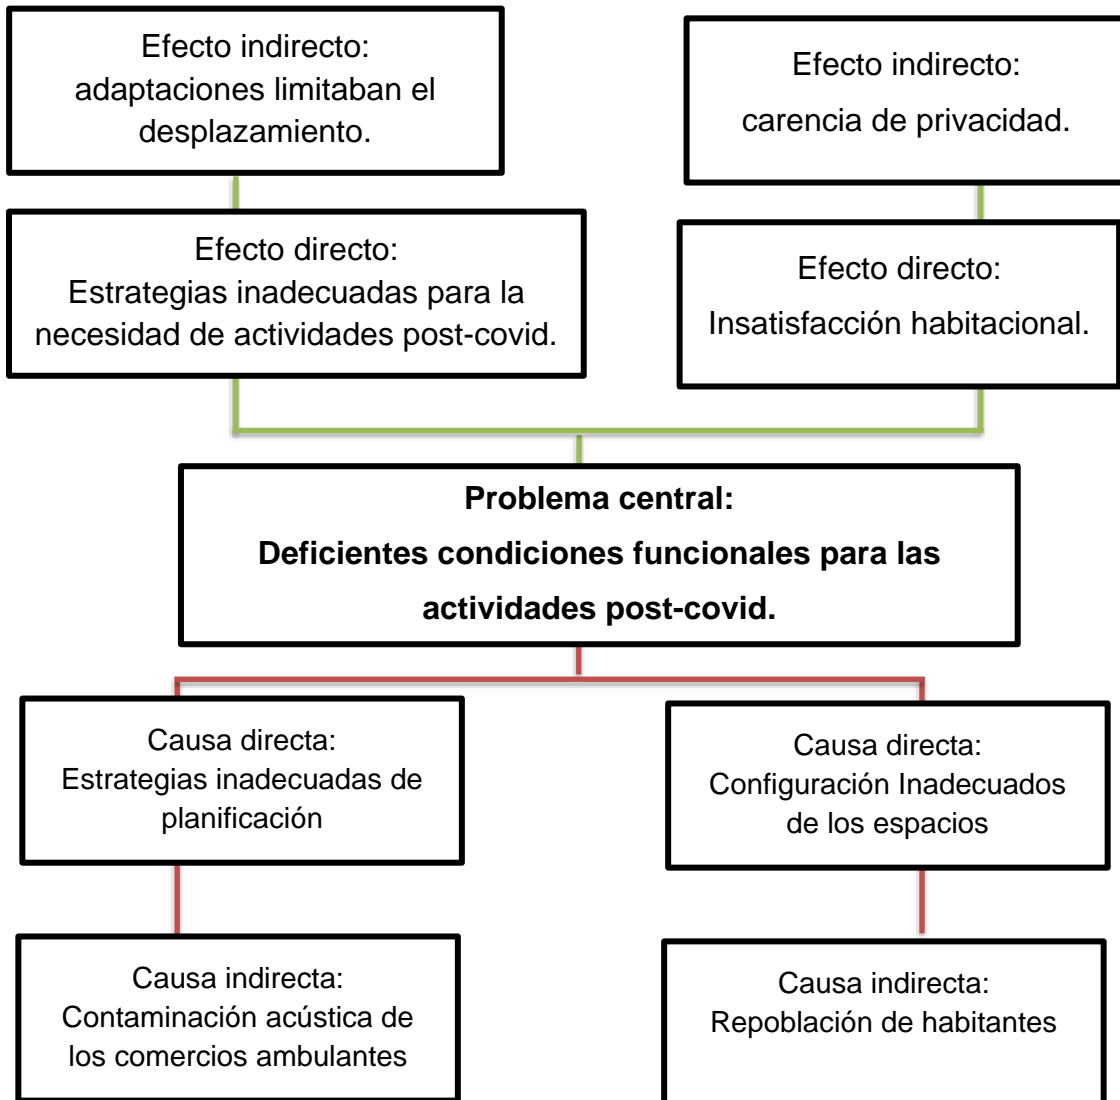 Efecto indirecto:
adaptaciones limitaban el
desplazamiento.
Efecto indirecto:
carencia de privacidad.
Efecto directo:
Estrategias inadecuadas para la
necesidad de actividades post-covid.
Efecto directo:
Insatisfacción habitacional.
Problema central:
Deficientes condiciones funcionales para las
actividades post-covid.
Causa directa:
Estrategias inadecuadas de
planificación
Causa directa:
Configuración Inadecuados
de los espacios
Causa indirecta:
Contaminación acústica de
los comercios ambulantes
Causa indirecta:
Repoblación de habitantes